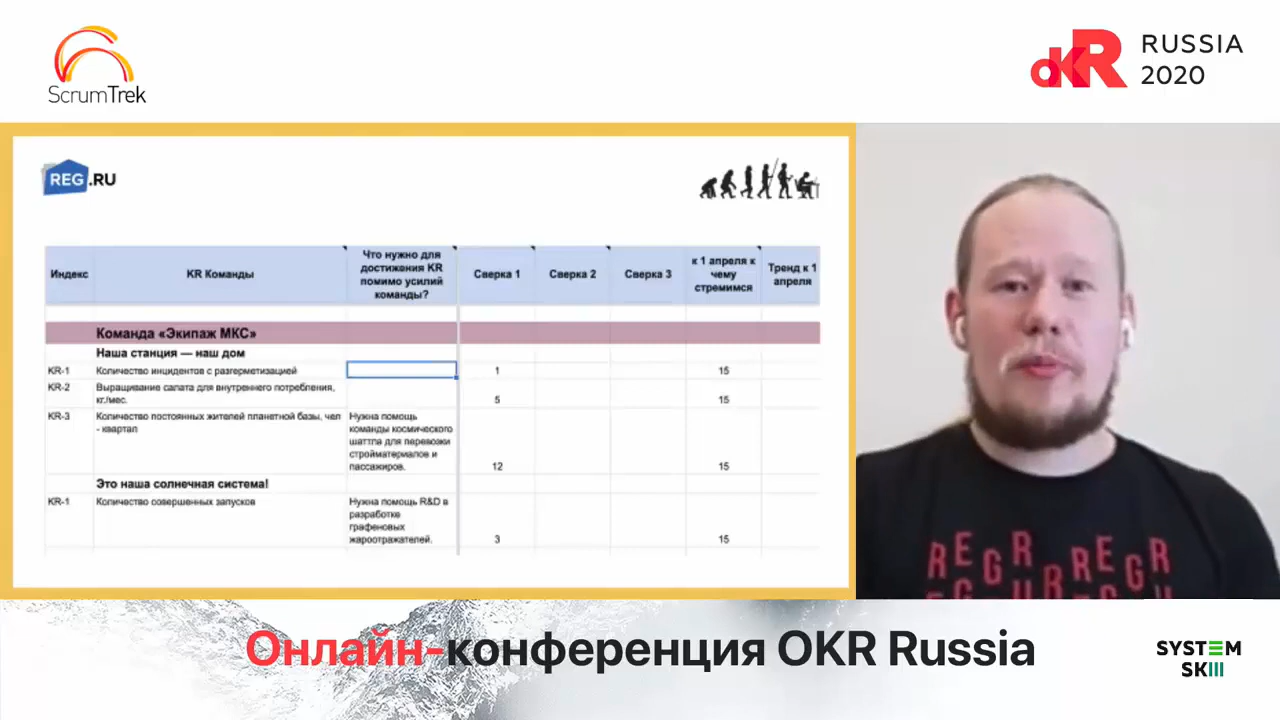 ScrumTrek
OKR RUSSIA
2020
REG.RU
Индекс
KR Команды
Что нужно для
достижения KR
помимо усилий
команды?
Сверка 1
Сверка 2
Сверка 3
к 1 апреля к
чему
стремимся
Тренд к 1
апреля
Команда «Экипаж МКС»
Наша станция — наш дом
KR-1 Количество инцидентов с разгерметизацией 1 15
KR-2 Выращивание салата для внутреннего потребления,
кг./мес. 5 15
KR-3 Количество постоянных жителей планетной базы, чел
- квартал
Нужна помощь
команды космического
шаттла для перевозки
стройматериалов и
пассажиров. 12 15
Это наша солнечная система!
KR-1 Количество совершенных запусков
Нужна помощь R&D в
разработке
графеновых
жароотражателей. 3 15
REGRRREGR
Онлайн-конференция OKR Russia
SYSTEM
SKILL